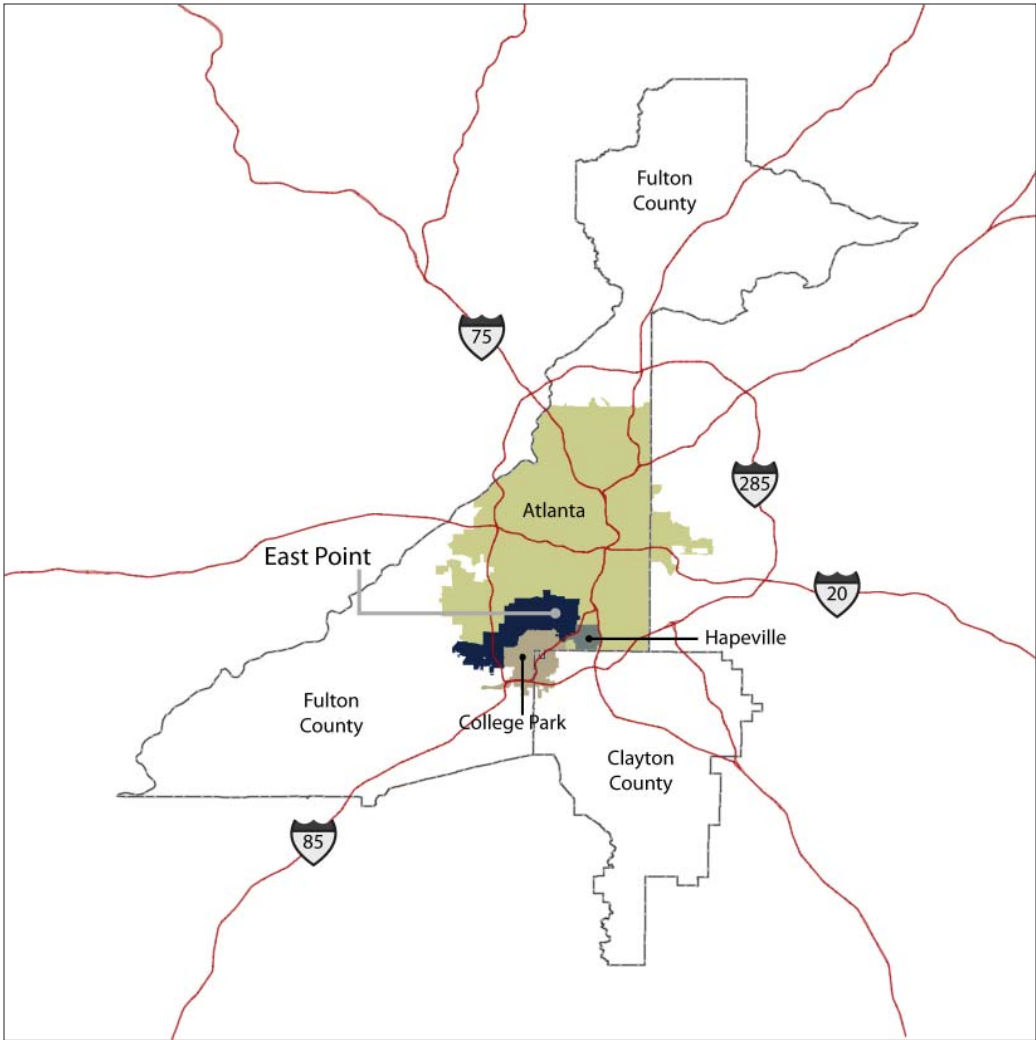 Fulton
County
75
285
Atlanta
East Point
20
Hapeville
Fulton
County
College Park
Clayton
County
85